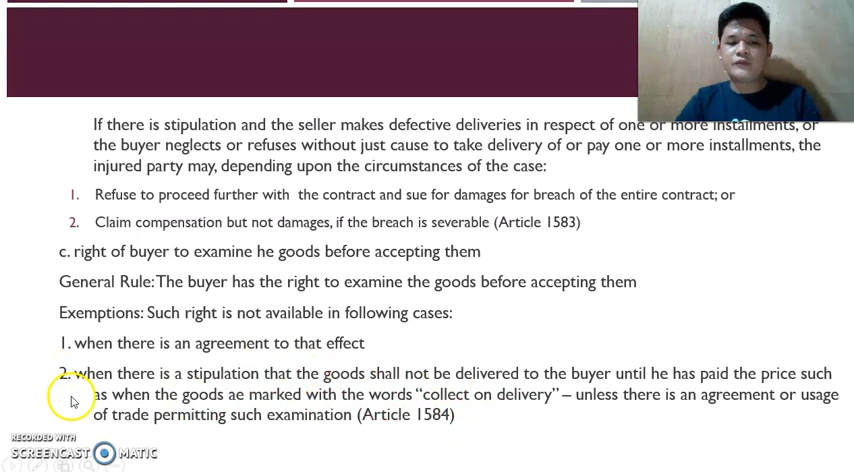 If there is stipulation and the seller makes defective deliveries in respect of one or more installments, or
the buyer neglects or refuses without just cause to take delivery of or pay one or more installments, the
injured party may, depending upon the circumstances of the case:
1. Refuse to proceed further with the contract and sue for damages for breach of the entire contract; or
2. Claim compensation but not damages, if the breach is severable (Article 1583)
c. right of buyer to examine he goods before accepting them
General Rule: The buyer has the right to examine the goods before accepting them
Exemptions: Such right is not available in following cases:
1. when there is an agreement to that effect
2. when there is a stipulation that the goods shall not be delivered to the buyer until he has paid the price such
as when the goods ae marked with the words “collect on delivery” – unless there is an agreement or usage
of trade permitting such examination (Article 1584)
RECORDED WITH
SCREENCAST MATIC